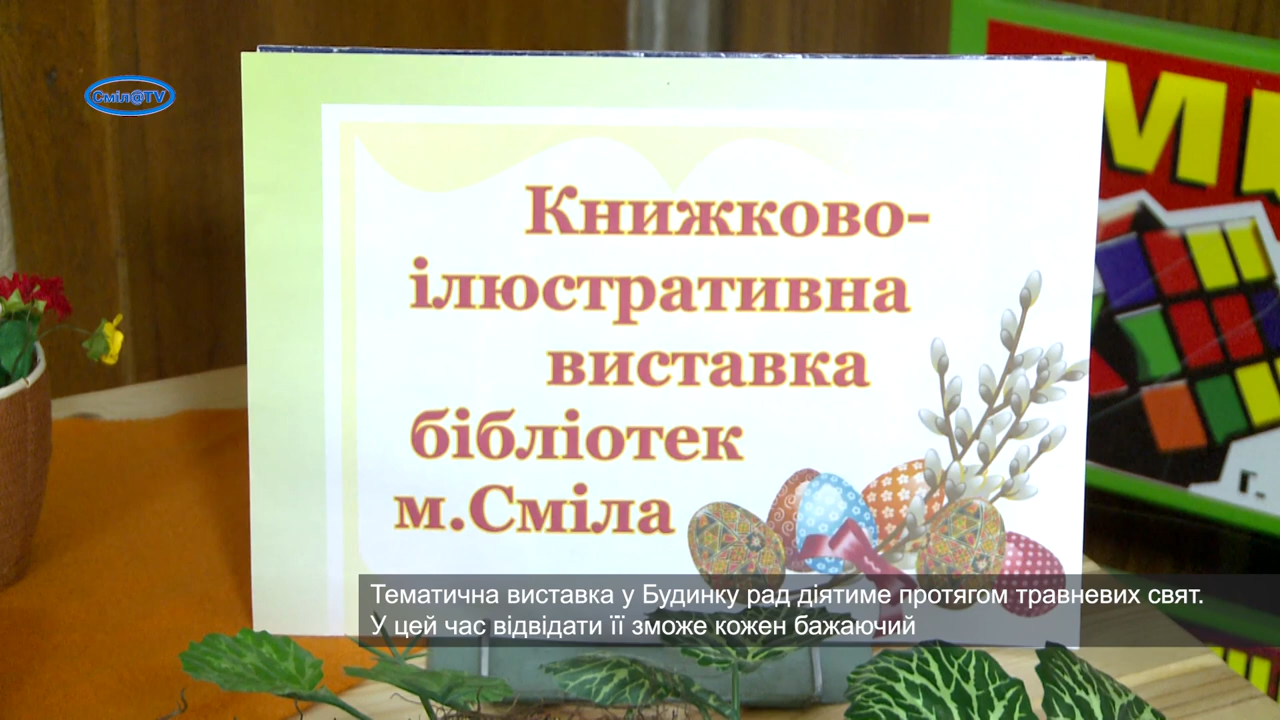 Сміл@TV
Книжково-
ілюстративна
виставка
бібліотек
м.Сміла
Тематична виставка у Будинку рад діятиме протягом травневих свят.
У цей час відвідати її зможе кожен бажаючий